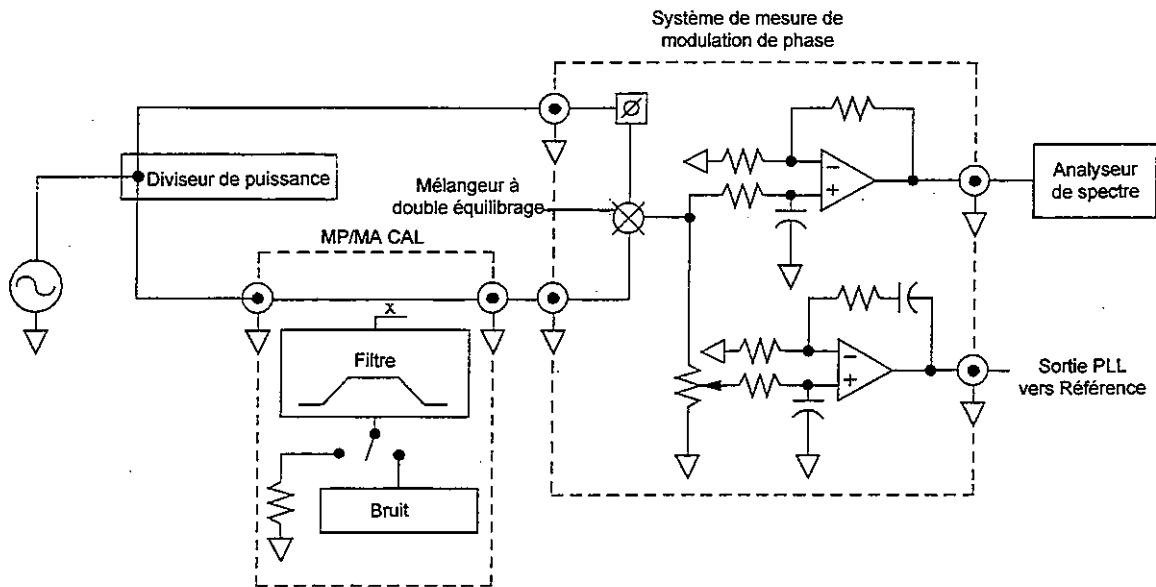 Système de mesure de
modulation de phase
Ø
Diviseur de puissance
Mélangeur à
double équilibrage
Analyseur
de spectre
MP/MA CAL
X
Filtre
Bruit
Sortie PLL
vers Référence
−
+
−
+